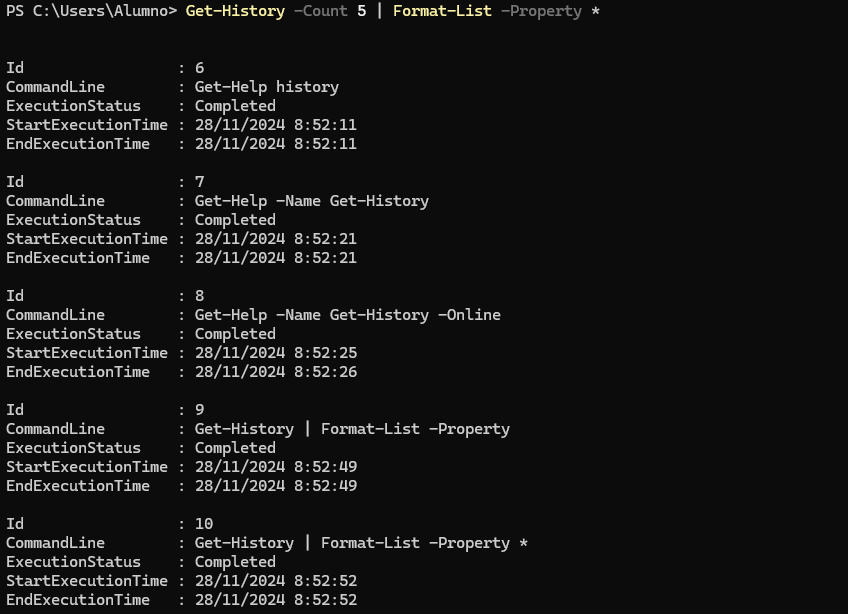 PS C:\Users\Alumno> Get-History -Count 5 | Format-List -Property *
Id                 : 6
CommandLine        : Get-Help history
ExecutionStatus    : Completed
StartExecutionTime : 28/11/2024 8:52:11
EndExecutionTime   : 28/11/2024 8:52:11
Id                 : 7
CommandLine        : Get-Help -Name Get-History
ExecutionStatus    : Completed
StartExecutionTime : 28/11/2024 8:52:21
EndExecutionTime   : 28/11/2024 8:52:21
Id                 : 8
CommandLine        : Get-Help -Name Get-History -Online
ExecutionStatus    : Completed
StartExecutionTime : 28/11/2024 8:52:25
EndExecutionTime   : 28/11/2024 8:52:26
Id                 : 9
CommandLine        : Get-History | Format-List -Property
ExecutionStatus    : Completed
StartExecutionTime : 28/11/2024 8:52:49
EndExecutionTime   : 28/11/2024 8:52:49
Id                 : 10
CommandLine        : Get-History | Format-List -Property *
ExecutionStatus    : Completed
StartExecutionTime : 28/11/2024 8:52:52
EndExecutionTime   : 28/11/2024 8:52:52